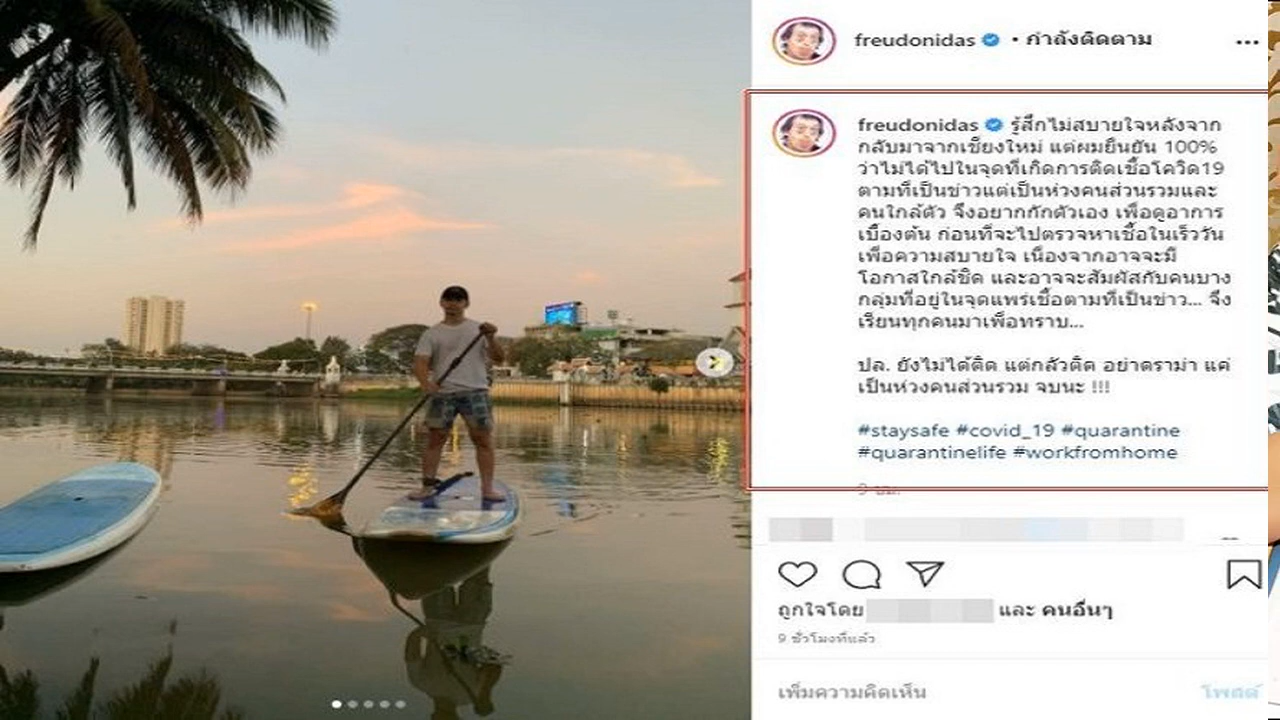 freudonidas • กำลังติดตาม
freudonidas รู้สึกไม่สบายใจหลังจาก
กลับมาจากเชียงใหม่ แต่ผมยืนยัน 100%
ว่าไม่ได้ไปในจุดที่เกิดการติดเชื้อโควิด19
ตามที่เป็นข่าวแต่เป็นห่วงคนส่วนรวมและ
คนใกล้ตัว จึงอยากกักตัวเอง เพื่อดูอาการ
เบื้องต้น ก่อนที่จะไปตรวจหาเชื้อในเร็ววัน
เพื่อความสบายใจ เนื่องจากอาจจะมี
โอกาสใกล้ชิด และอาจจะสัมผัสกับคนบาง
กลุ่มที่อยู่ในจุดแพร่เชื้อตามที่เป็นข่าว... จึง
เรียนทุกคนมาเพื่อทราบ...
ปล. ยังไม่ได้ติด แต่กลัวติด อย่าดราม่า แค่
เป็นห่วงคนส่วนรวม จบนะ !!!
#staysafe #covid_19 #quarantine
#quarantinelife #workfromhome
ถูกใจโดย และ คนอื่นๆ
9 ชั่วโมงที่แล้ว
เพิ่มความคิดเห็น โพสต์